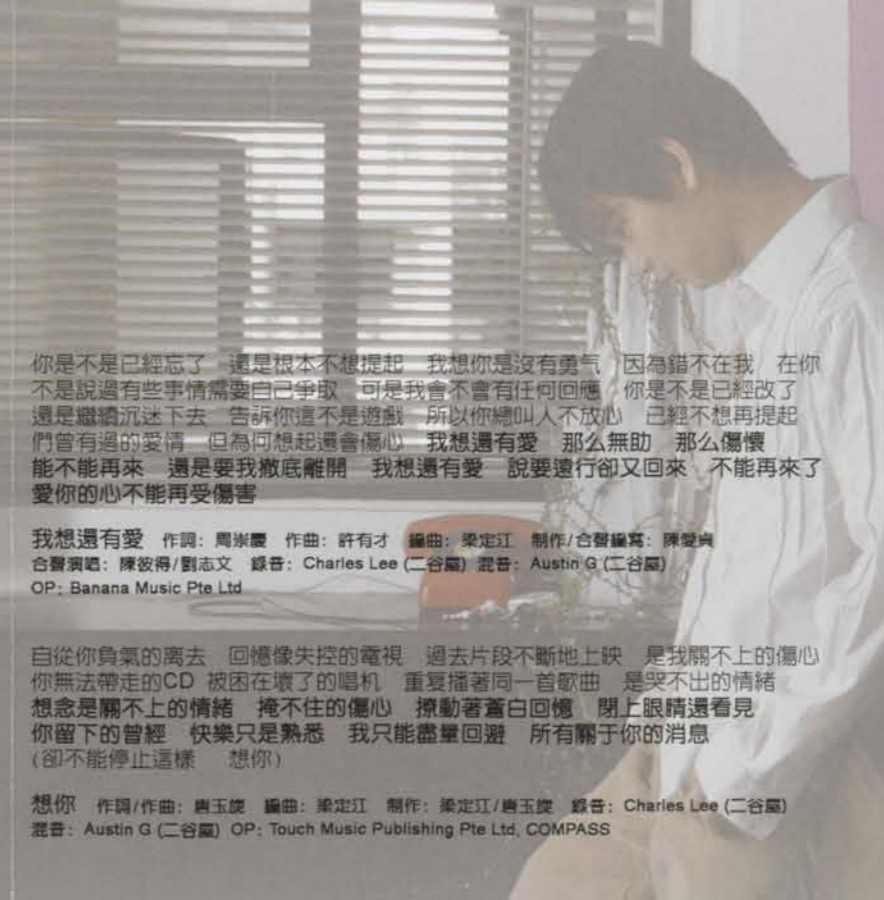 你是不是已經忘了 還是根本不想提起 我想你是沒有勇气 因為錯不在我 在你
不是說過有些事情需要自己爭取 可是我會不會有任何回應 你是不是已經改了
還是繼續沉迷下去 告訴你這不是遊戲 所以你總叫人不放心 已經不想再提起
們曾有過的愛情 但為何想起還會傷心 我想還有愛 那么無助 那么傷懷
能不能再來 還是要我撤底離開 我想還有愛 說要遠行卻又回來 不能再來了
愛你的心不能再受傷害
我想還有愛 作詞: 周崇慶 作曲: 許有才 編曲: 梁定江 制作/合聲編寫: 陳愛貞
合聲演唱: 陳彼得/劉志文 錄音: Charles Lee (二谷屋) 混音: Austin G (二谷屋)
OP: Banana Music Pte Ltd
自從你負氣的离去 回憶像失控的電視 過去片段不斷地上映 是我關不上的傷心
你無法帶走的CD 被困在壞了的唱机 重复播著同一首歌曲 是哭不出的情緒
想念是關不上的情緒 掩不住的傷心 撩動著蒼白回憶 閉上眼睛還看見
你留下的曾經 快樂只是熟悉 我只能盡量回避 所有關于你的消息
(卻不能停止這樣 想你)
想你 作詞/作曲: 唐玉璇 編曲: 梁定江 制作: 梁定江/唐玉璇 錄音: Charles Lee (二谷屋)
混音: Austin G (二谷屋) OP: Touch Music Publishing Pte Ltd, COMPASS